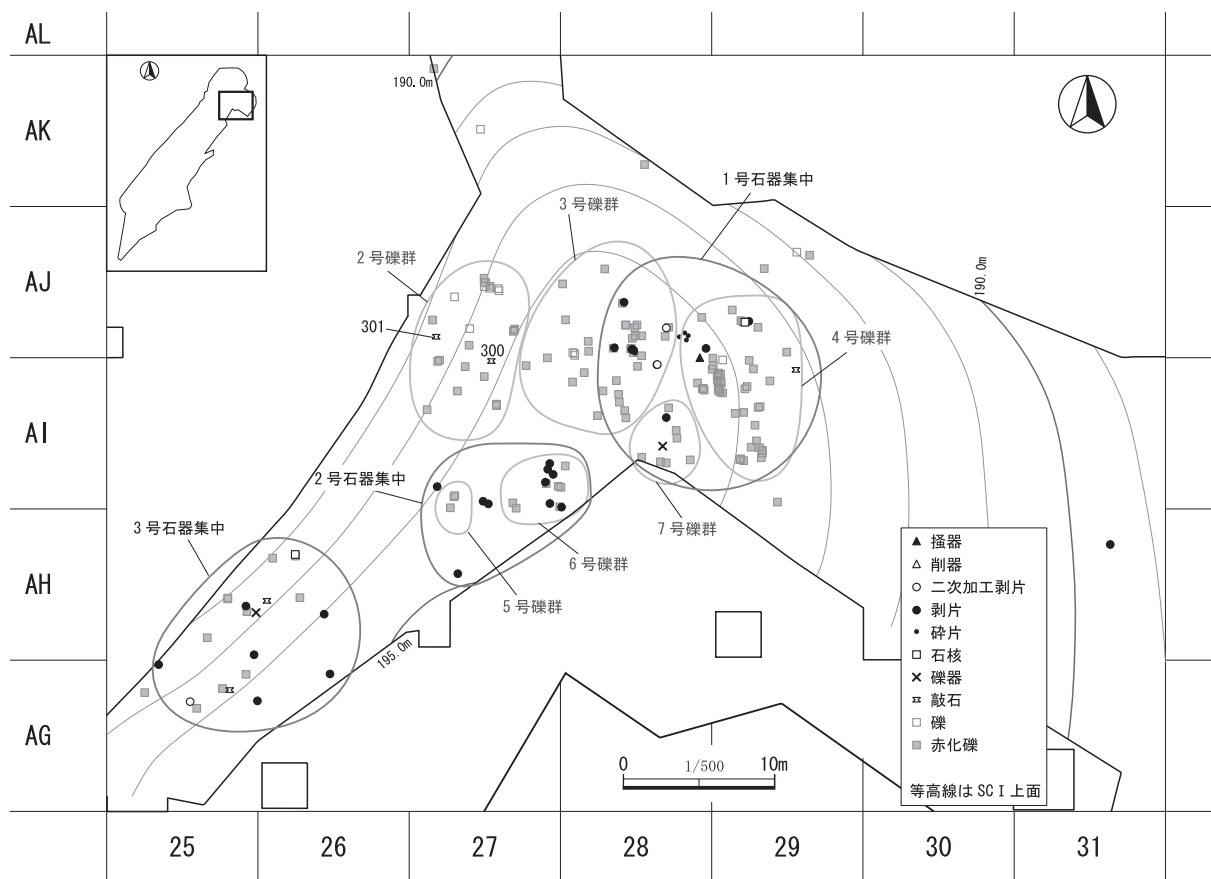 AL
AK
AJ
AI
AH
AG
25
26
27
28
29
30
31
190.0m
1号石器集中
3号礫群
2号礫群
190.0m
301
300
4号礫群
2号石器集中
3号石器集中
7号礫群
6号礫群
5号礫群
195.0m
掻器
削器
二次加工剥片
剥片
砕片
石核
礫器
敲石
礫
赤化礫
等高線はSCⅠ上面
0
1/500
10m